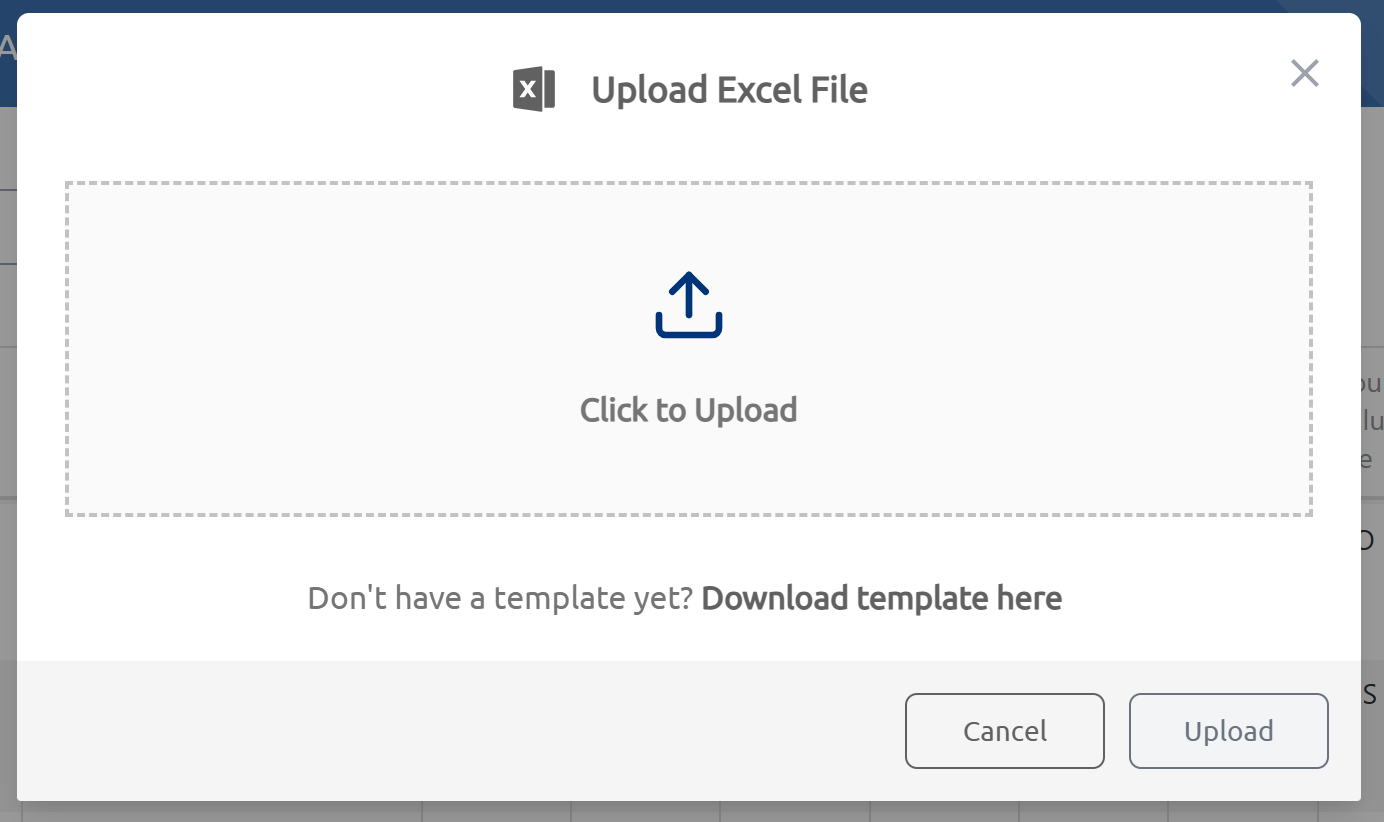 Upload Excel File
Click to Upload
Don't have a template yet? Download template here
Cancel
Upload